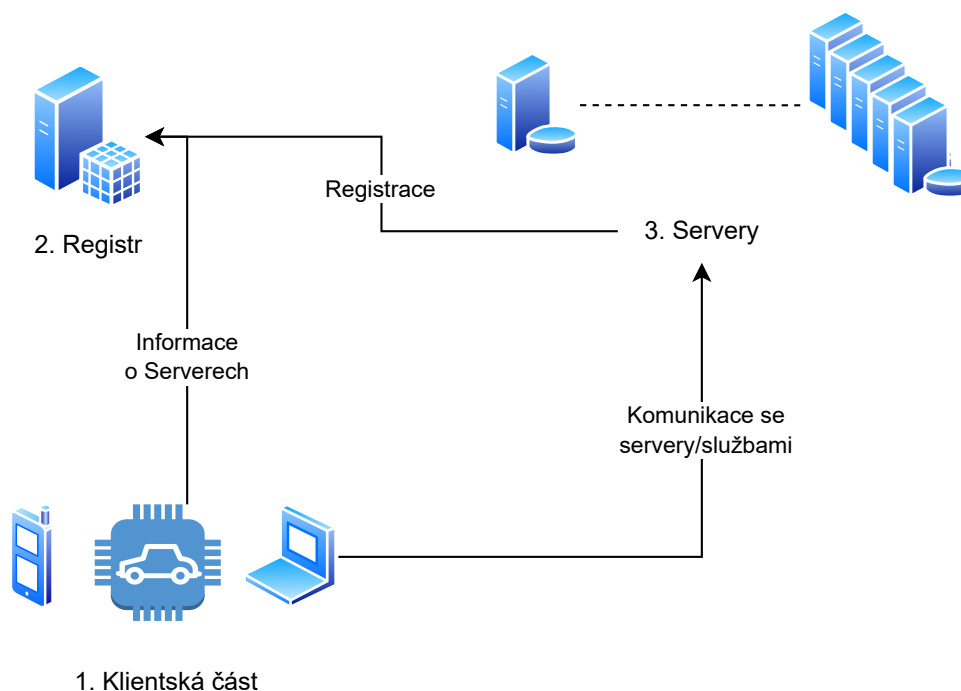 Registrace
2. Registr
3. Servery
Informace
o Serverech
Komunikace se
servery/službami
1. Klientská část